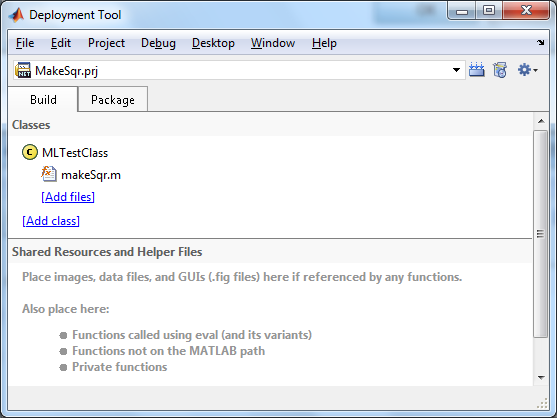 Deployment Tool
File Edit Project Debug Desktop Window Help
MakeSqr.prj
Build Package
Classes
C MLTestClass
makeSqr.m
[Add files]
[Add class]
Shared Resources and Helper Files
Place images, data files, and GUIs (.fig files) here if referenced by any functions.
Also place here:
Functions called using eval (and its variants)
Functions not on the MATLAB path
Private functions